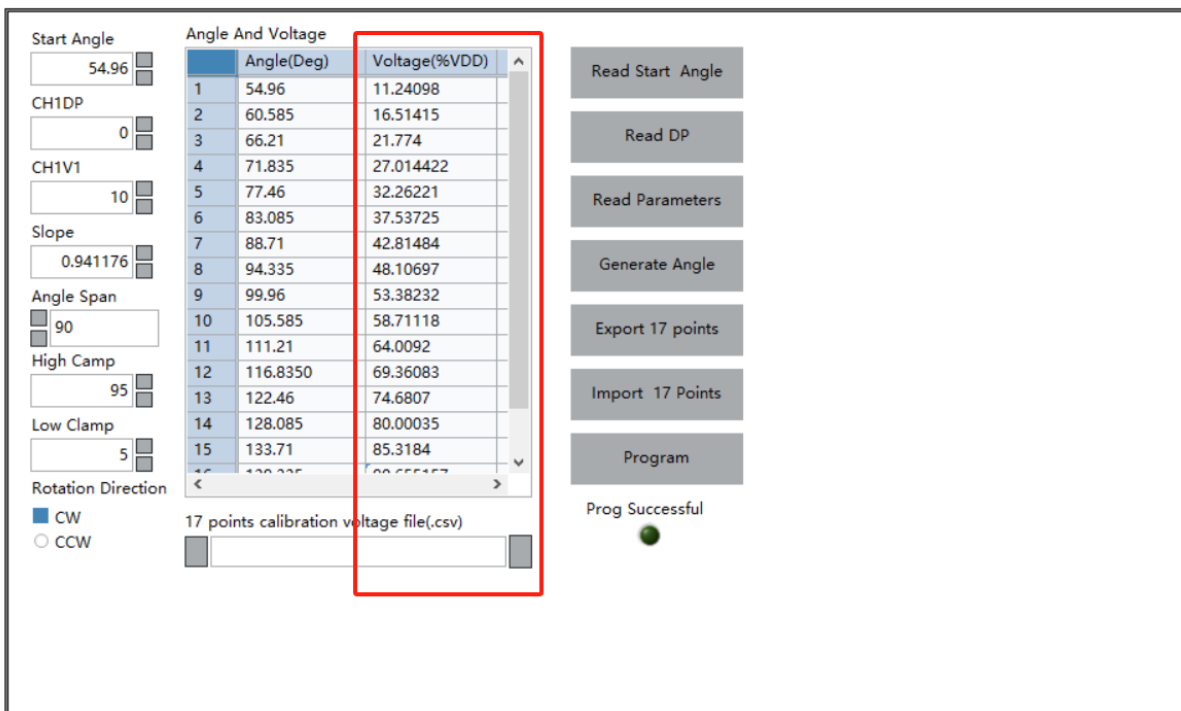 Start Angle
54.96
CH1DP
0
CH1V1
10
Slope
0.941176
Angle Span
90
High Camp
95
Low Clamp
5
Rotation Direction
CW
CCW
Angle And Voltage
Angle(Deg) Voltage(%VDD)
1 54.96 11.24098
2 60.585 16.51415
3 66.21 21.774
4 71.835 27.014422
5 77.46 32.26221
6 83.085 37.53725
7 88.71 42.81484
8 94.335 48.10697
9 99.96 53.38232
10 105.585 58.71118
11 111.21 64.0092
12 116.8350 69.36083
13 122.46 74.6807
14 128.085 80.00035
15 133.71 85.3184
17 points calibration voltage file(.csv)
Read Start Angle
Read DP
Read Parameters
Generate Angle
Export 17 points
Import 17 Points
Program
Prog Successful